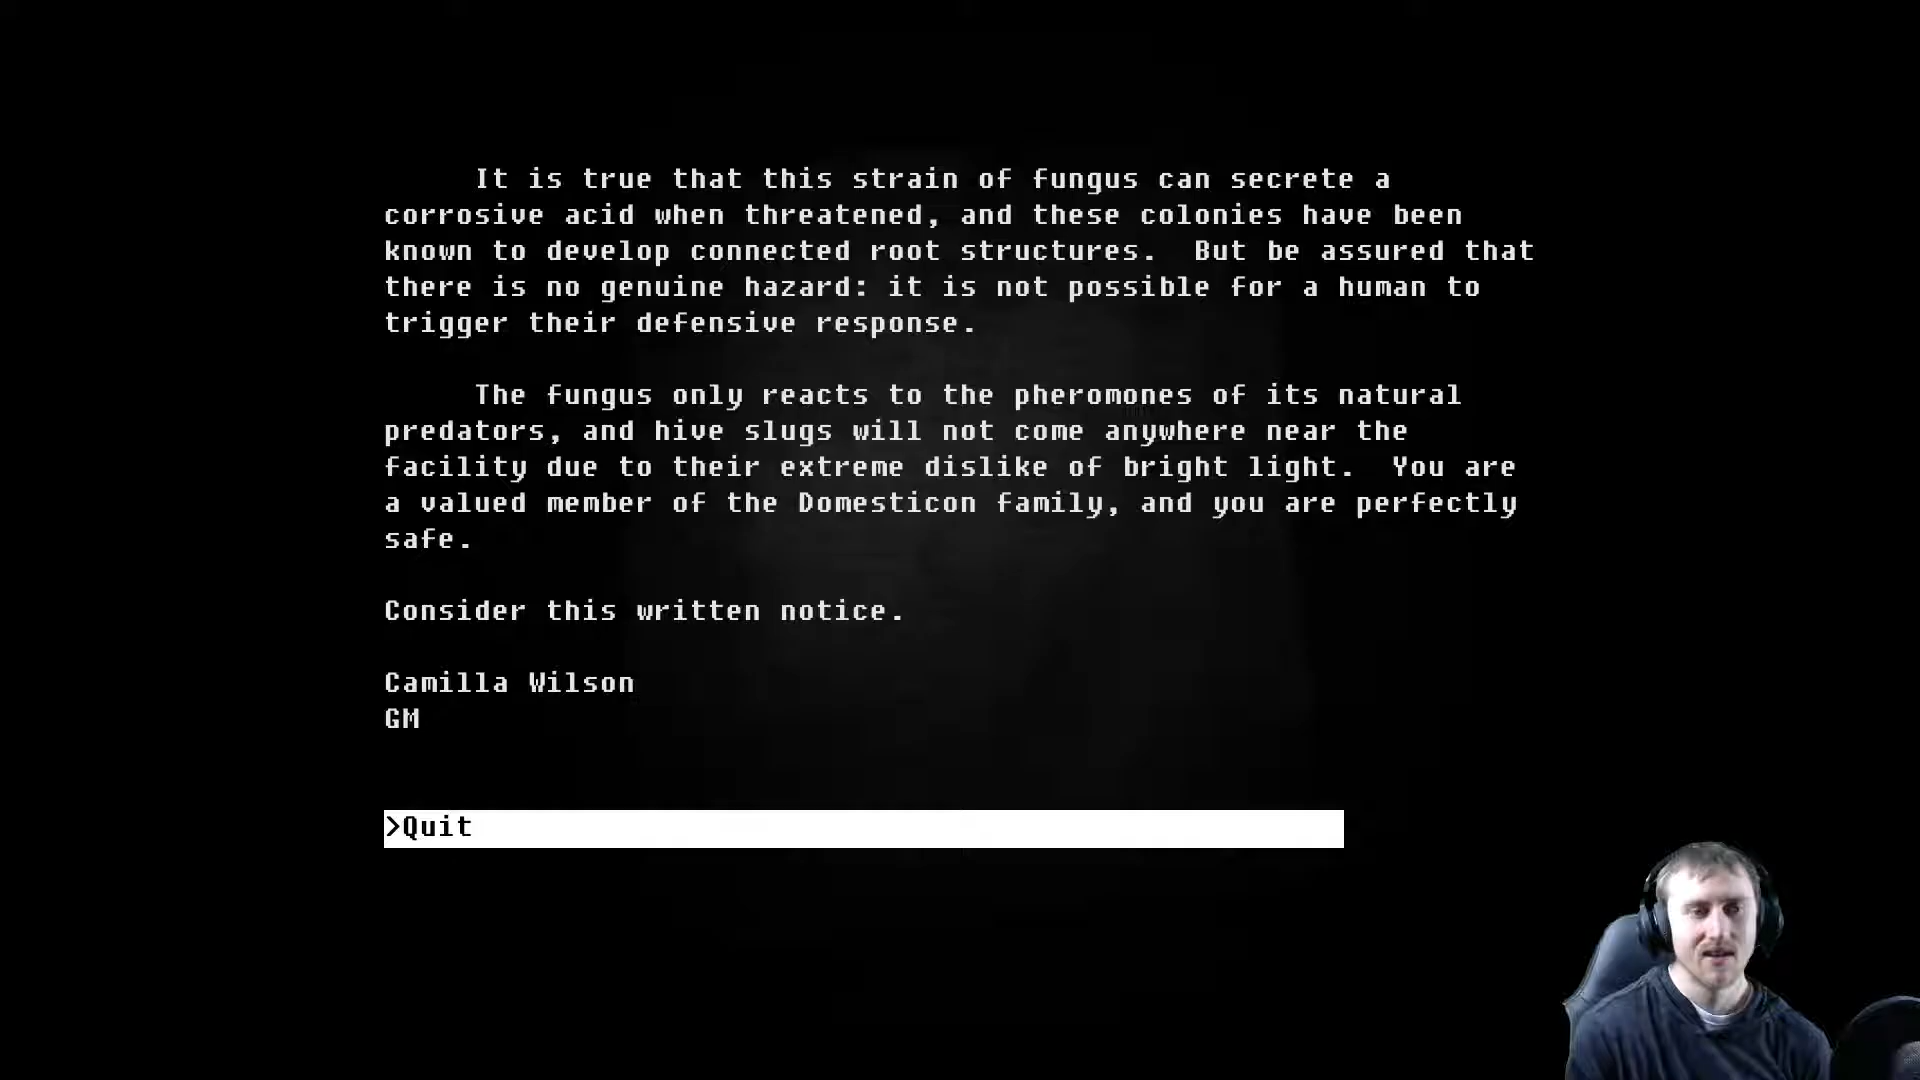 It is true that this strain of fungus can secrete a
corrosive acid when threatened, and these colonies have been
known to develop connected root structures.  But be assured that
there is no genuine hazard: it is not possible for a human to
trigger their defensive response.
The fungus only reacts to the pheromones of its natural
predators, and hive slugs will not come anywhere near the
facility due to their extreme dislike of bright light.  You are
a valued member of the Domesticon family, and you are perfectly
safe.
Consider this written notice.
Camilla Wilson
GM
>Quit